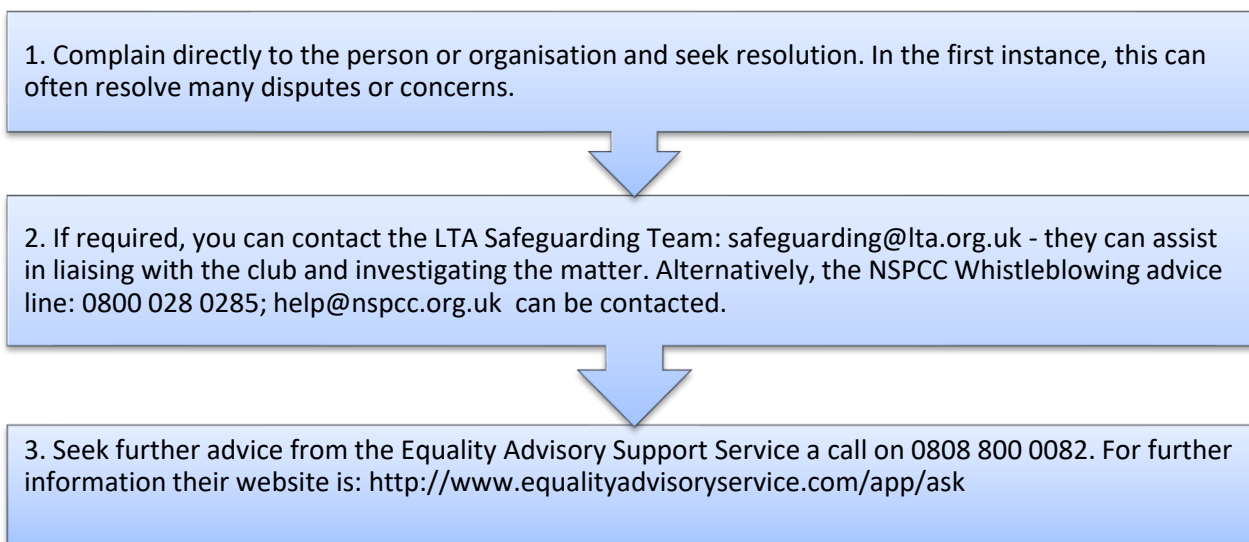 1. Complain directly to the person or organisation and seek resolution. In the first instance, this can
often resolve many disputes or concerns.
2. If required, you can contact the LTA Safeguarding Team: safeguarding@lta.org.uk - they can assist
in liaising with the club and investigating the matter. Alternatively, the NSPCC Whistleblowing advice
line: 0800 028 0285; help@nspcc.org.uk  can be contacted.
3. Seek further advice from the Equality Advisory Support Service a call on 0808 800 0082. For further
information their website is: http://www.equalityadvisoryservice.com/app/ask